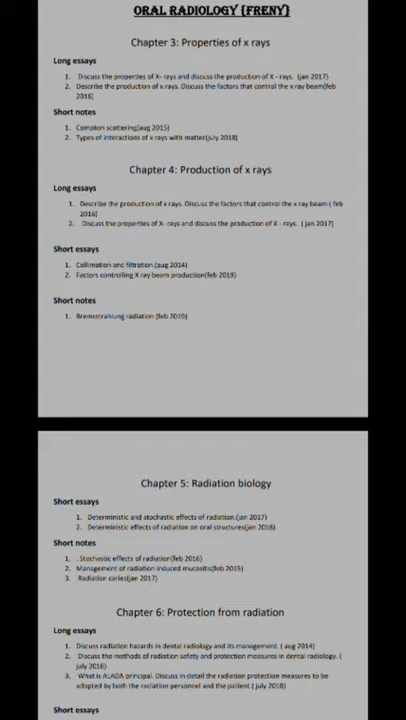 ORAL RADIOLOGY {FRENY}
Chapter 3: Properties of x rays
Long essays
1. Discuss the properties of X- rays and discuss the production of X - rays. (jan 2017)
2. Describe the production of x rays. Discuss the factors that control the x ray beam(feb
2016)
Short notes
1. Compton scattering(aug 2015)
2. Types of interactions of x rays with matter(july 2018)
Chapter 4: Production of x rays
Long essays
1. Describe the production of x rays. Discuss the factors that control the x ray beam ( feb
2016)
2. Discuss the properties of X- rays and discuss the production of X - rays. ( jan 2017)
Short essays
1. Collimation and filtration.(aug 2014)
2. Factors controlling X ray beam production(feb 2019)
Short notes
1. Bremsstrahlung radiation (feb 2019)
Chapter 5: Radiation biology
Short essays
1. Deterministic and stochastic effects of radiation.(jan 2017)
2. Deterministic effects of radiation on oral structures(jan 2018)
Short notes
1. . Stochastic effects of radiation(feb 2016)
2. Management of radiation induced mucositis(feb 2015)
3. Radiation caries(jan 2017)
Chapter 6: Protection from radiation
Long essays
1. Discuss radiation hazards in dental radiology and its management. ( aug 2014)
2. Discuss the methods of radiation safety and protection measures in dental radiology. (
july 2016)
3. What is ALADA principal. Discuss in detail the radiation protection measures to be
adopted by both the radiation personnel and the patient.( july 2018)
Short essays